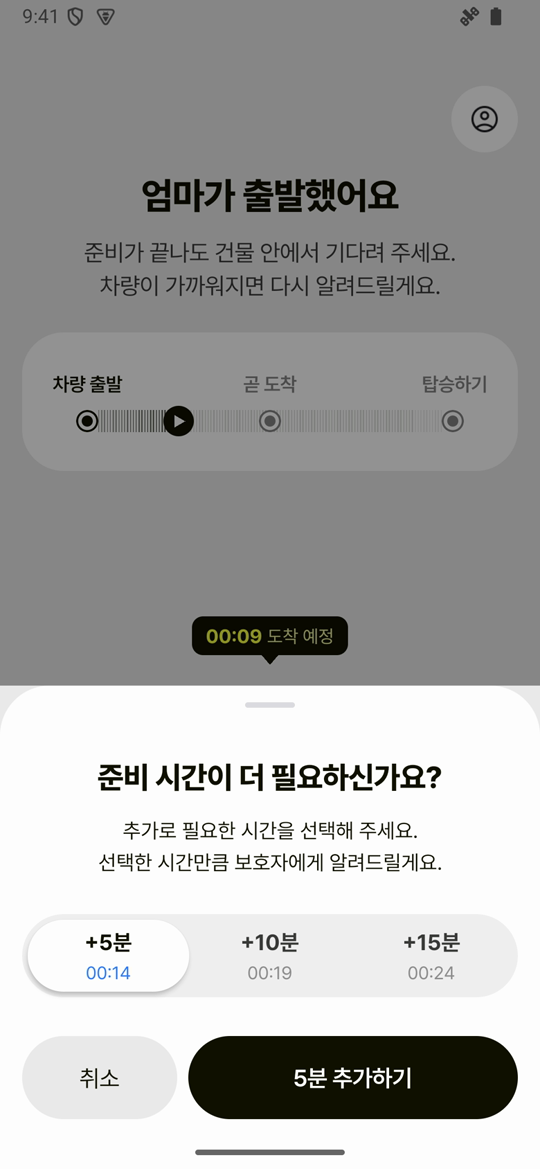 9:41
엄마가 출발했어요
준비가 끝나도 건물 안에서 기다려 주세요.
차량이 가까워지면 다시 알려드릴게요.
차량 출발 곧 도착 탑승하기
00:09 도착 예정
준비 시간이 더 필요하신가요?
추가로 필요한 시간을 선택해 주세요.
선택한 시간만큼 보호자에게 알려드릴게요.
+5분 +10분 +15분
00:14 00:19 00:24
취소 5분 추가하기